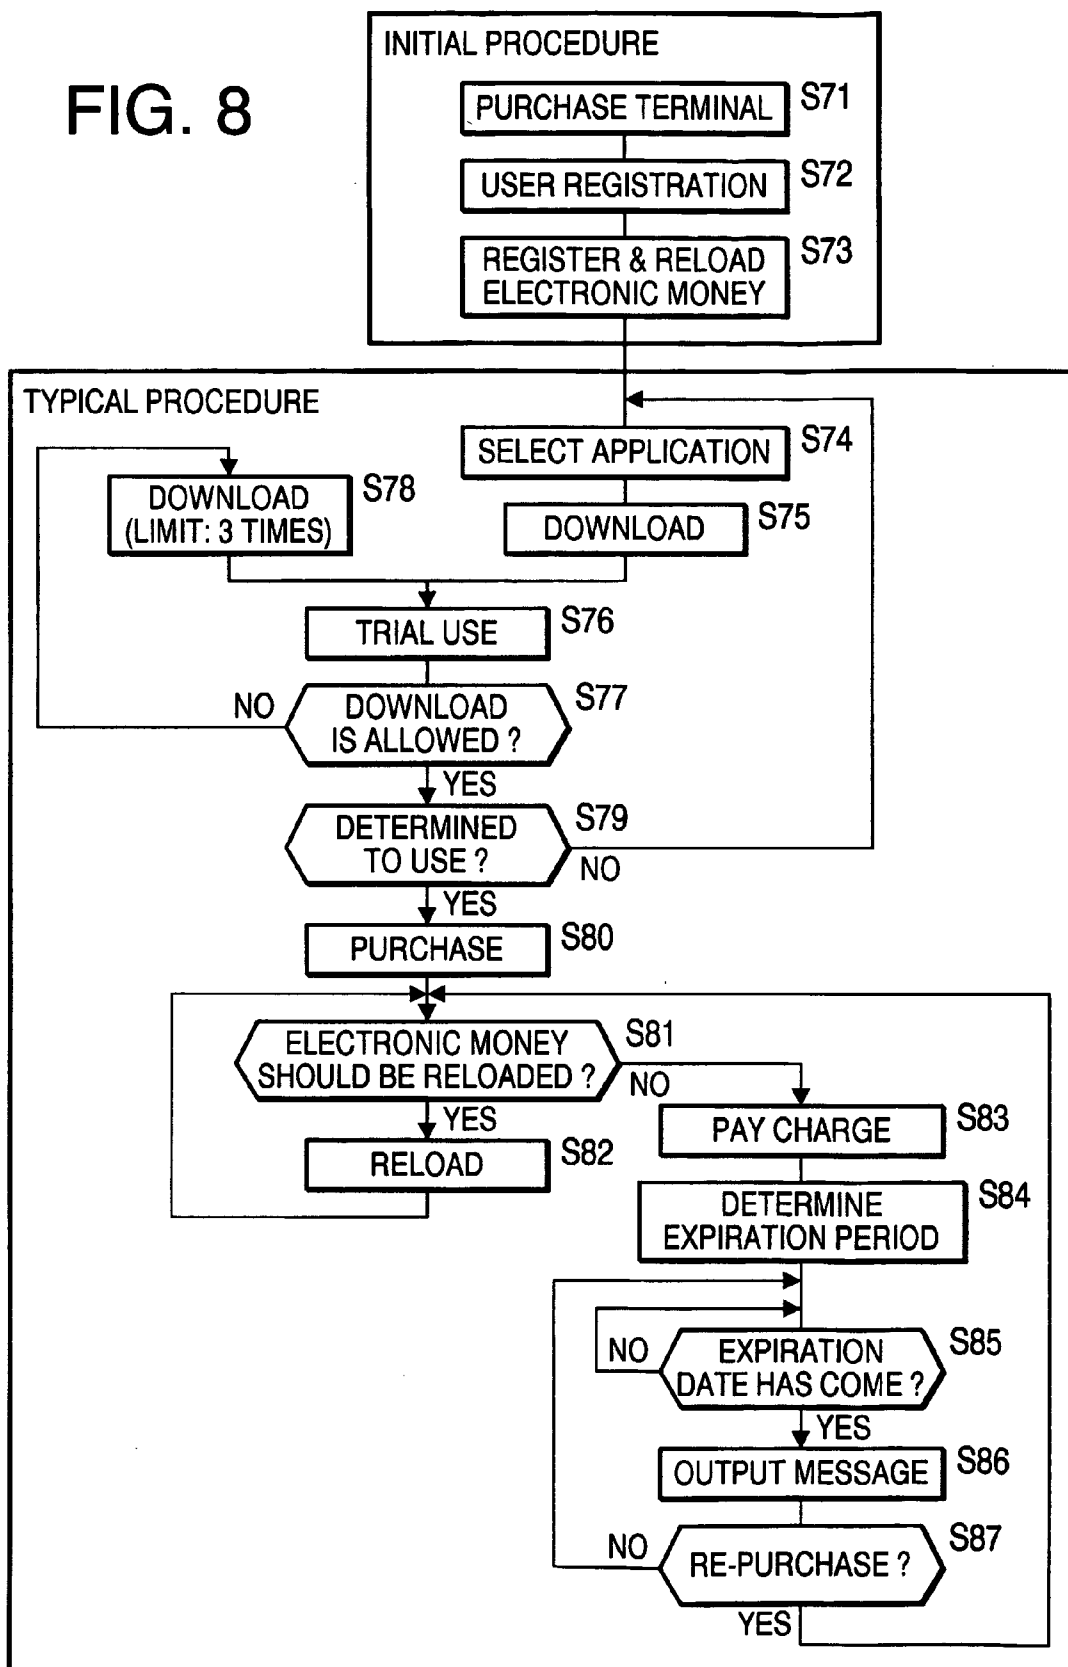 FIG. 8
INITIAL PROCEDURE
PURCHASE TERMINAL
S71
USER REGISTRATION
S72
REGISTER & RELOAD
ELECTRONIC MONEY
S73
TYPICAL PROCEDURE
SELECT APPLICATION
S74
DOWNLOAD
(LIMIT: 3 TIMES)
S78
DOWNLOAD
S75
TRIAL USE
S76
DOWNLOAD
IS ALLOWED ?
S77
NO
YES
DETERMINED
TO USE ?
S79
NO
YES
PURCHASE
S80
ELECTRONIC MONEY
SHOULD BE RELOADED ?
S81
NO
YES
RELOAD
S82
PAY CHARGE
S83
DETERMINE
EXPIRATION PERIOD
S84
EXPIRATION
DATE HAS COME ?
S85
NO
YES
OUTPUT MESSAGE
S86
RE-PURCHASE ?
S87
NO
YES